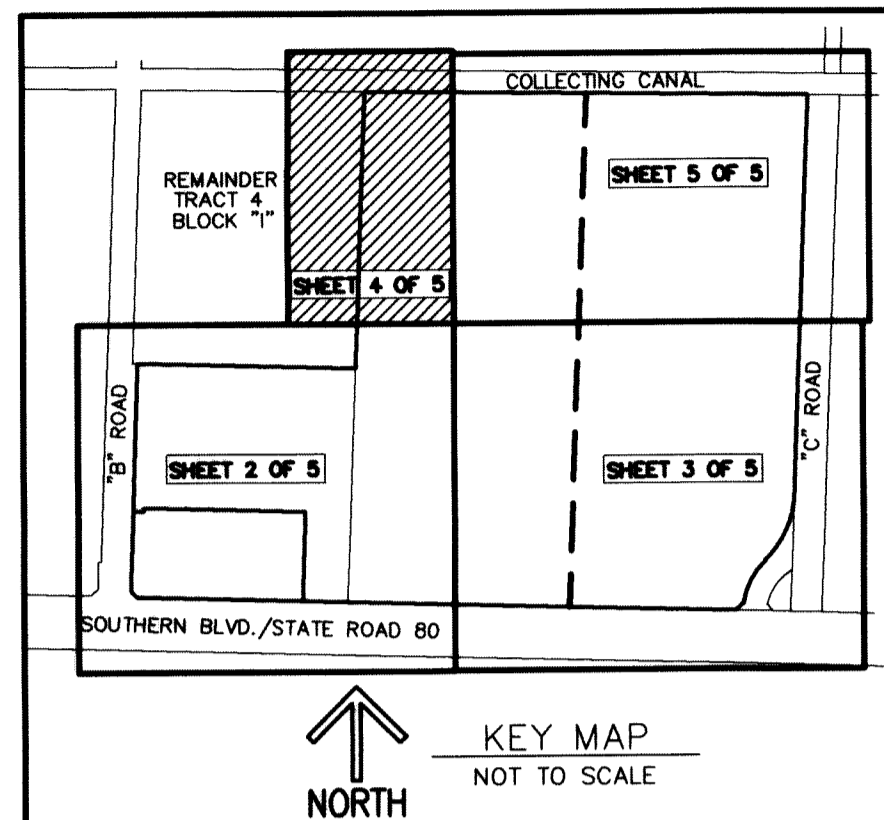 COLLECTING CANAL
REMAINDER
TRACT 4
BLOCK "I"
SHEET 5 OF 5
SHEET 4 OF 5
"B" ROAD
"C" ROAD
SHEET 2 OF 5
SHEET 3 OF 5
SOUTHERN BLVD./STATE ROAD 80
KEY MAP
NOT TO SCALE
NORTH